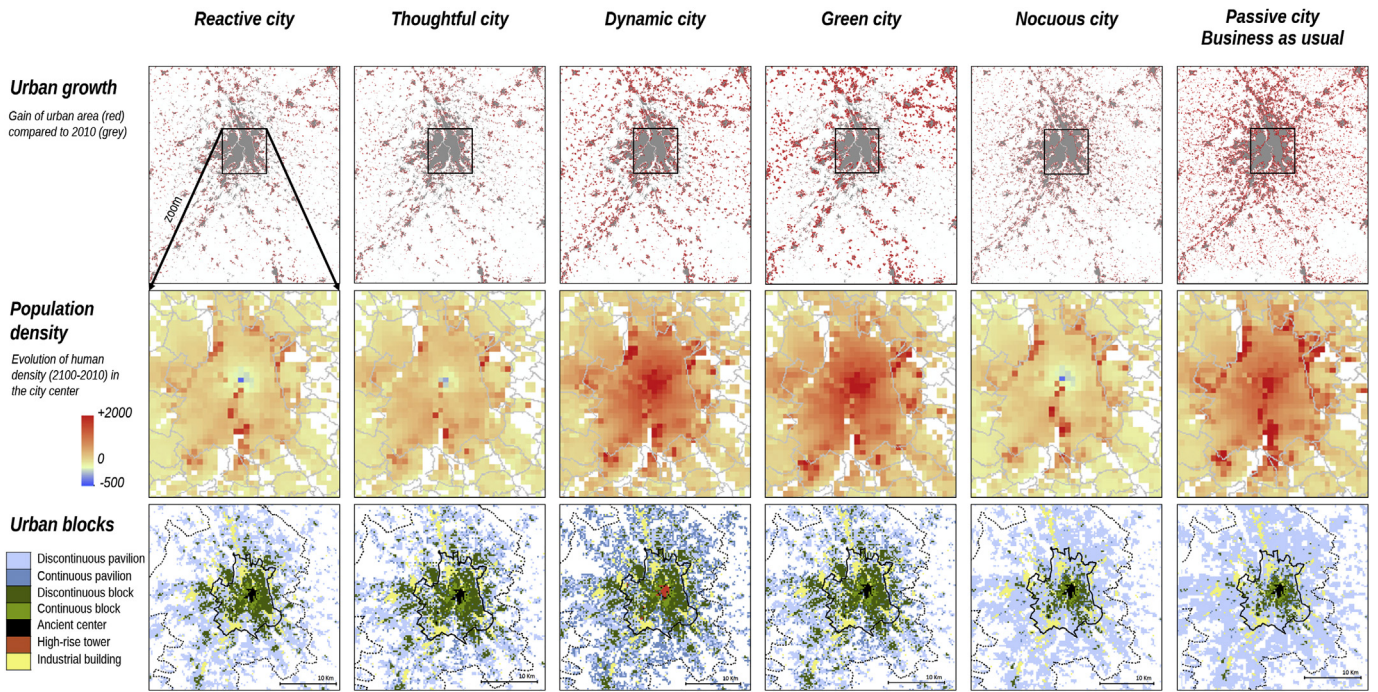 Reactive city
Thoughtful city
Dynamic city
Green city
Nocuous city
Passive city
Business as usual
Urban growth
Gain of urban area (red)
compared to 2010 (grey)
zoom
Population
density
Evolution of human
density (2100-2010) in
the city center
+2000
0
-500
Urban blocks
Discontinuous pavilion
Continuous pavilion
Discontinuous block
Continuous block
Ancient center
High-rise tower
Industrial building
10 Km
10 Km
10 Km
10 Km
10 Km
10 Km